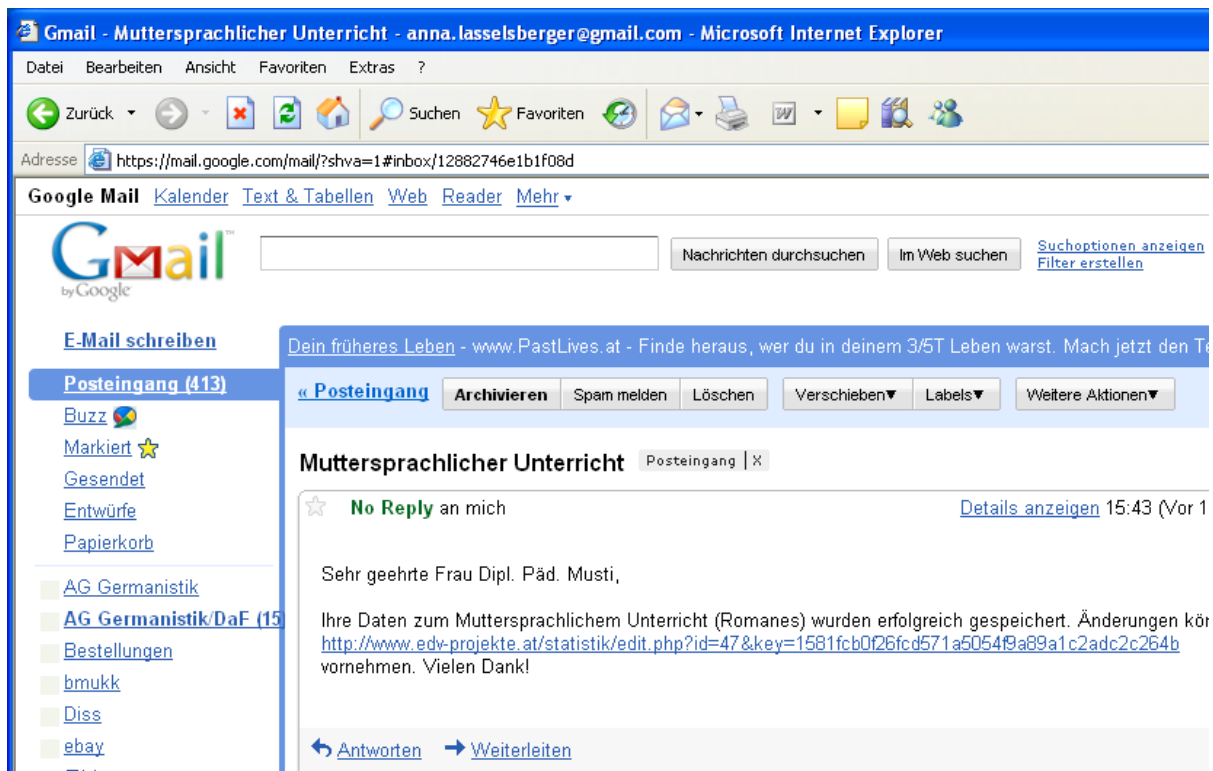 Gmail - Muttersprachlicher Unterricht - anna.lasselsberger@gmail.com - Microsoft Internet Explorer
Datei Bearbeiten Ansicht Favoriten Extras ?
Zurück Suchen Favoriten
Adresse https://mail.google.com/mail/?shva=1#inbox/12882746e1b1f08d
Google Mail Kalender Text & Tabellen Web Reader Mehr
Gmail™ by Google
Nachrichten durchsuchen Im Web suchen
Suchoptionen anzeigen
Filter erstellen
E-Mail schreiben
Posteingang (413)
Buzz
Markiert
Gesendet
Entwürfe
Papierkorb
AG Germanistik
AG Germanistik/DaF (15
Bestellungen
bmukk
Diss
ebay
Dein früheres Leben - www.PastLives.at - Finde heraus, wer du in deinem 3/5T Leben warst. Mach jetzt den Te
« Posteingang Archivieren Spam melden Löschen Verschieben▼ Labels▼ Weitere Aktionen▼
Muttersprachlicher Unterricht Posteingang | X
No Reply an mich Details anzeigen 15:43 (Vor 1
Sehr geehrte Frau Dipl. Päd. Musti,
Ihre Daten zum Muttersprachlichem Unterricht (Romanes) wurden erfolgreich gespeichert. Änderungen kön
http://www.edv-projekte.at/statistik/edit.php?id=47&key=1581fcb0f26fcd571a5054f9a89a1c2adc2c264b
vornehmen. Vielen Dank!
Antworten Weiterleiten